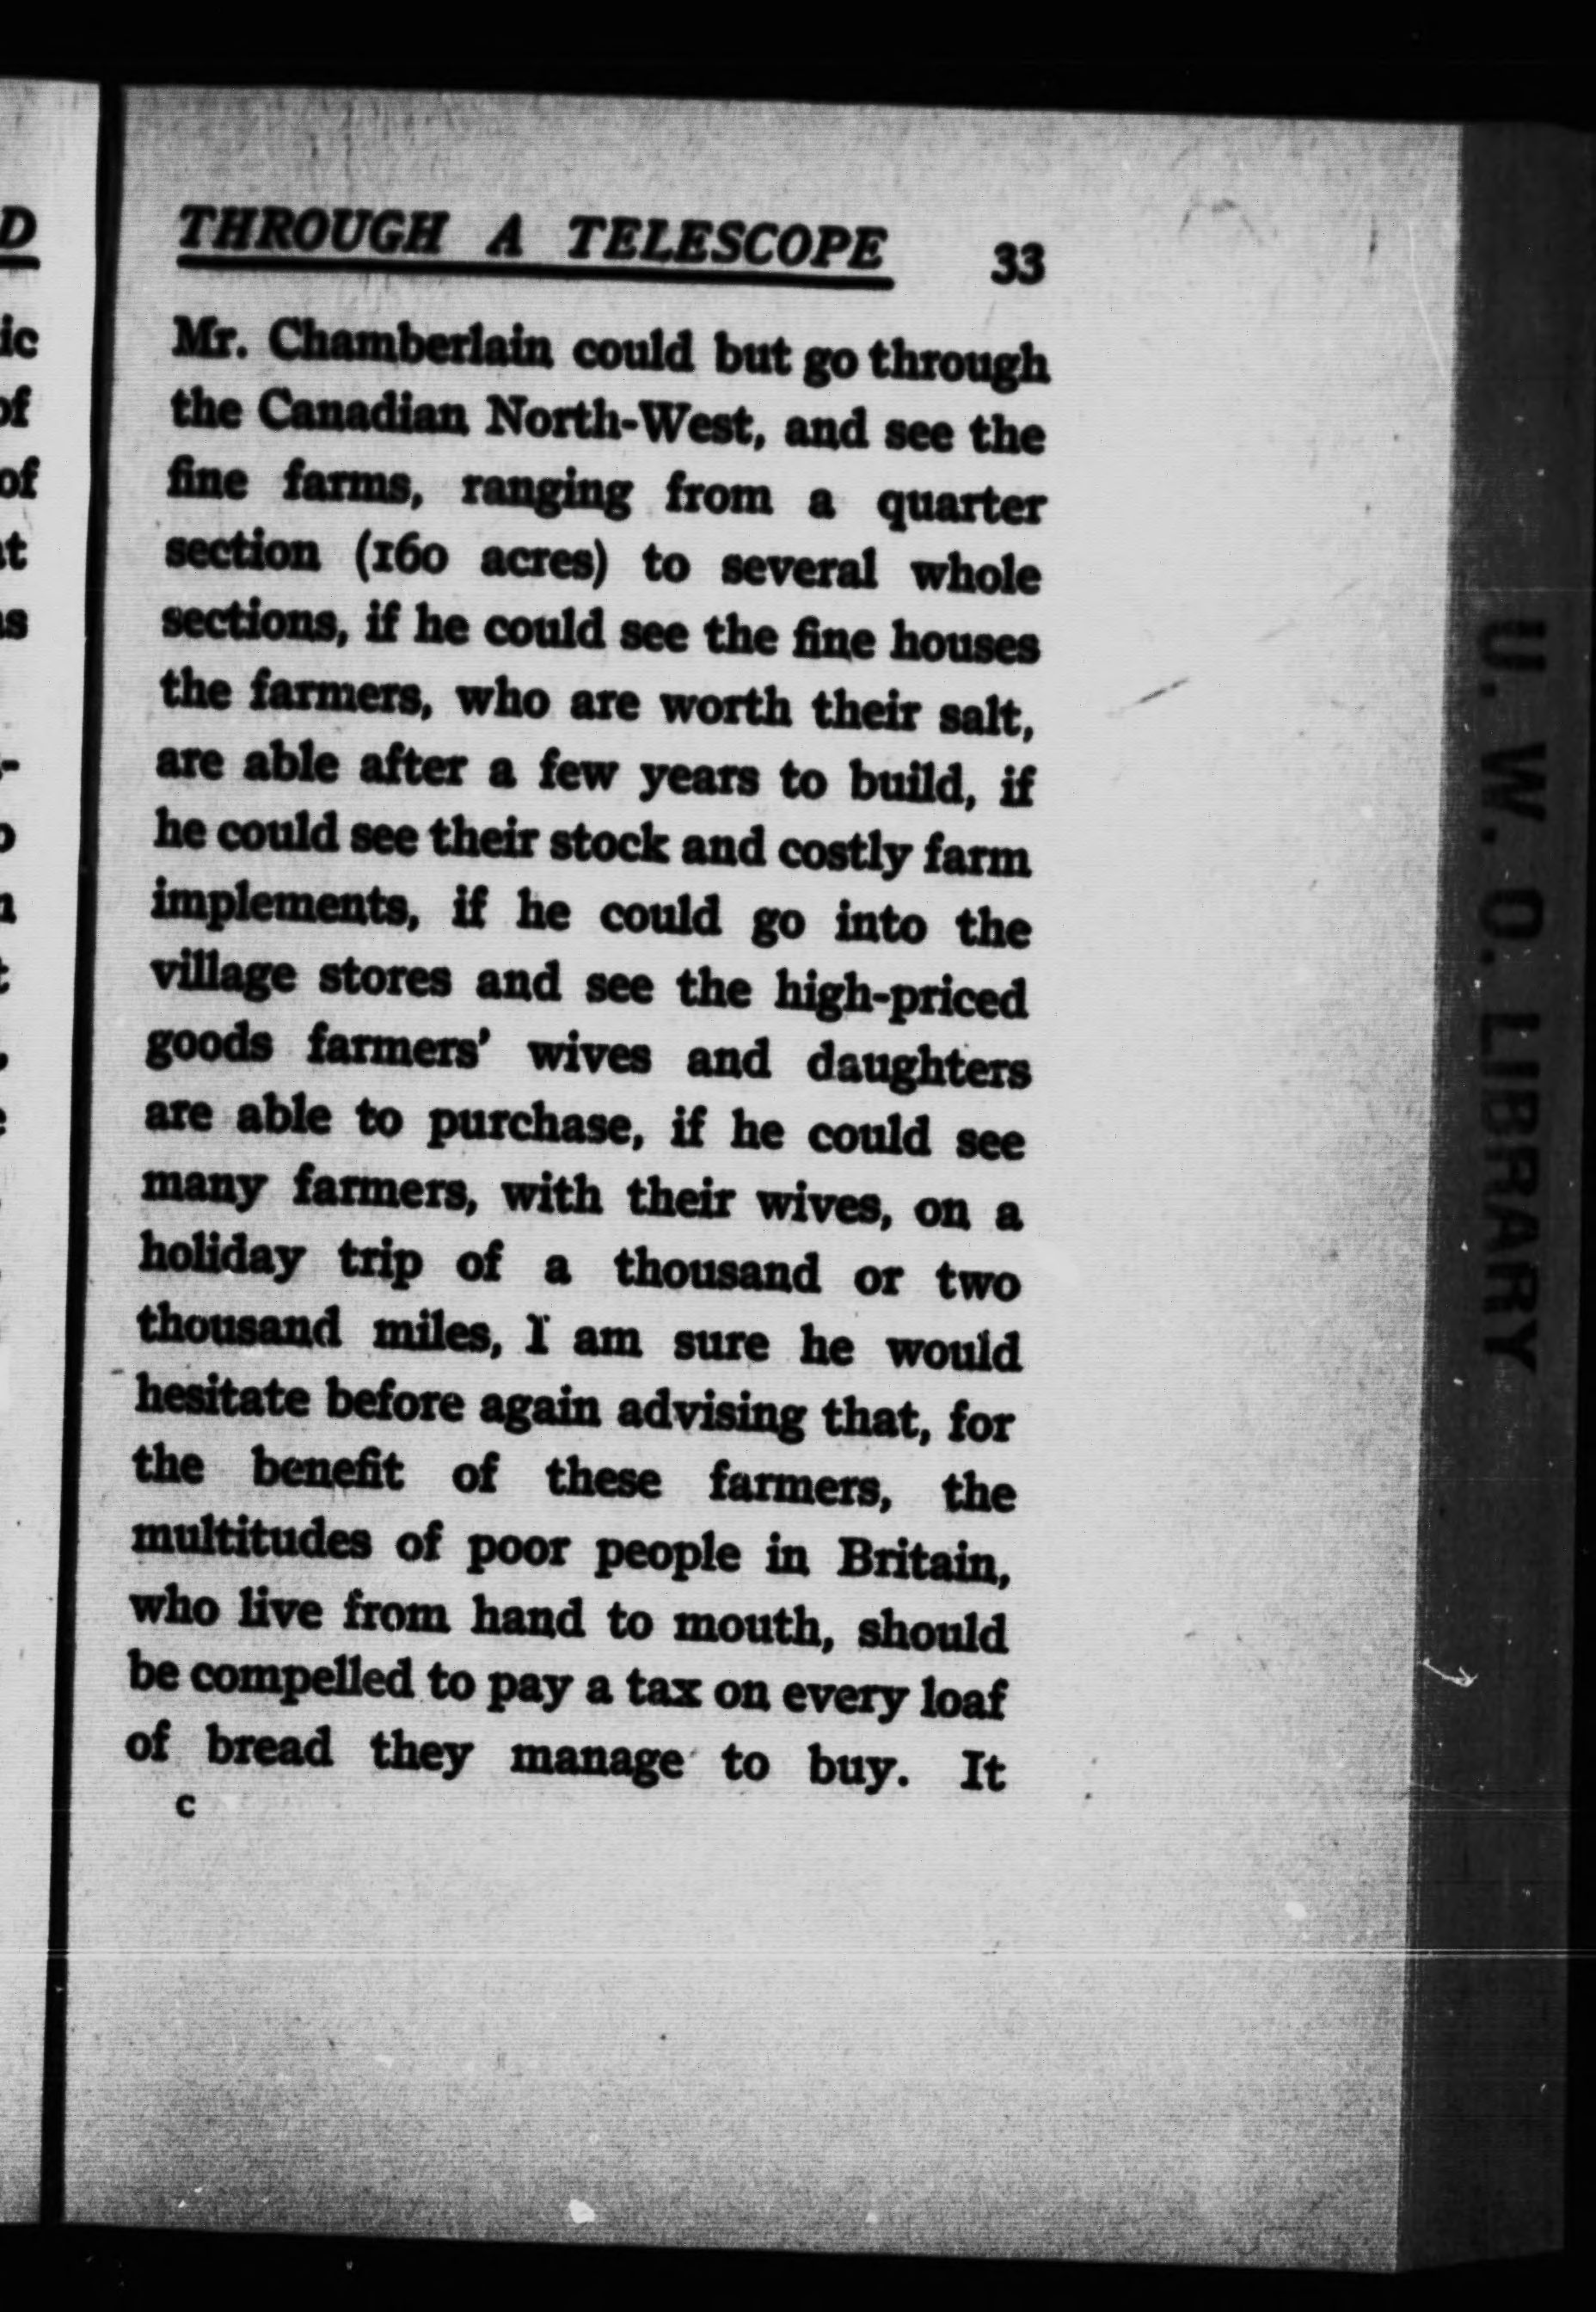 THROUGH A TELESCOPE 33
Mr. Chamberlain could but go through
the Canadian North-West, and see the
fine farms, ranging from a quarter
section (160 acres) to several whole
sections, if he could see the fine houses
the farmers, who are worth their salt,
are able after a few years to build, if
he could see their stock and costly farm
implements, if he could go into the
village stores and see the high-priced
goods farmers' wives and daughters
are able to purchase, if he could see
many farmers, with their wives, on a
holiday trip of a thousand or two
thousand miles, I am sure he would
hesitate before again advising that, for
the benefit of these farmers, the
multitudes of poor people in Britain,
who live from hand to mouth, should
be compelled to pay a tax on every loaf
of bread they manage to buy. It
c
U. W. O. LIBRARY